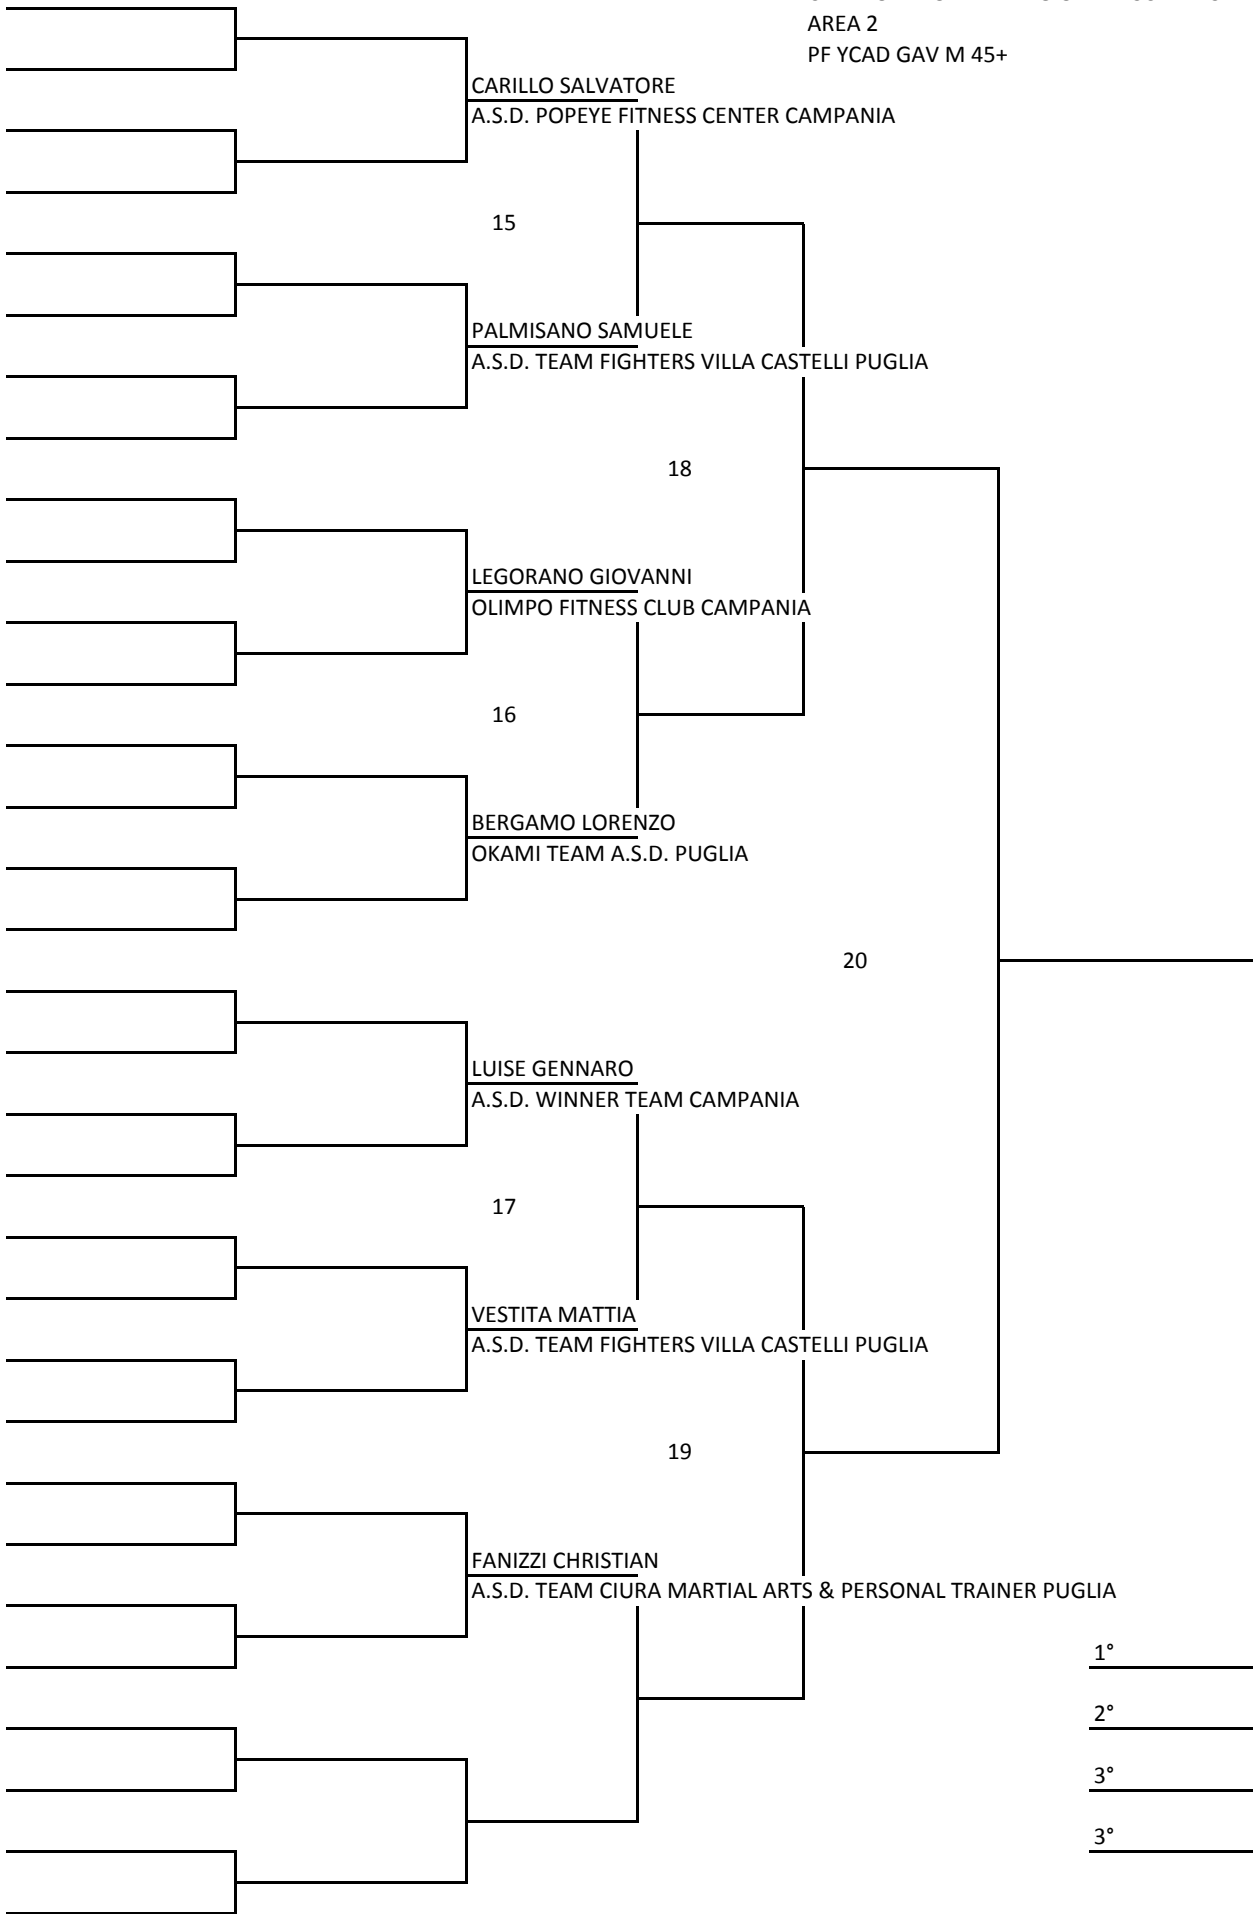 AREA 2
PF YCAD GAV M 45+
CARILLO SALVATORE
A.S.D. POPEYE FITNESS CENTER CAMPANIA
15
PALMISANO SAMUELE
A.S.D. TEAM FIGHTERS VILLA CASTELLI PUGLIA
18
LEGORANO GIOVANNI
OLIMPO FITNESS CLUB CAMPANIA
16
BERGAMO LORENZO
OKAMI TEAM A.S.D. PUGLIA
20
LUISE GENNARO
A.S.D. WINNER TEAM CAMPANIA
17
VESTITA MATTIA
A.S.D. TEAM FIGHTERS VILLA CASTELLI PUGLIA
19
FANIZZI CHRISTIAN
A.S.D. TEAM CIURA MARTIAL ARTS & PERSONAL TRAINER PUGLIA
1°
2°
3°
3°